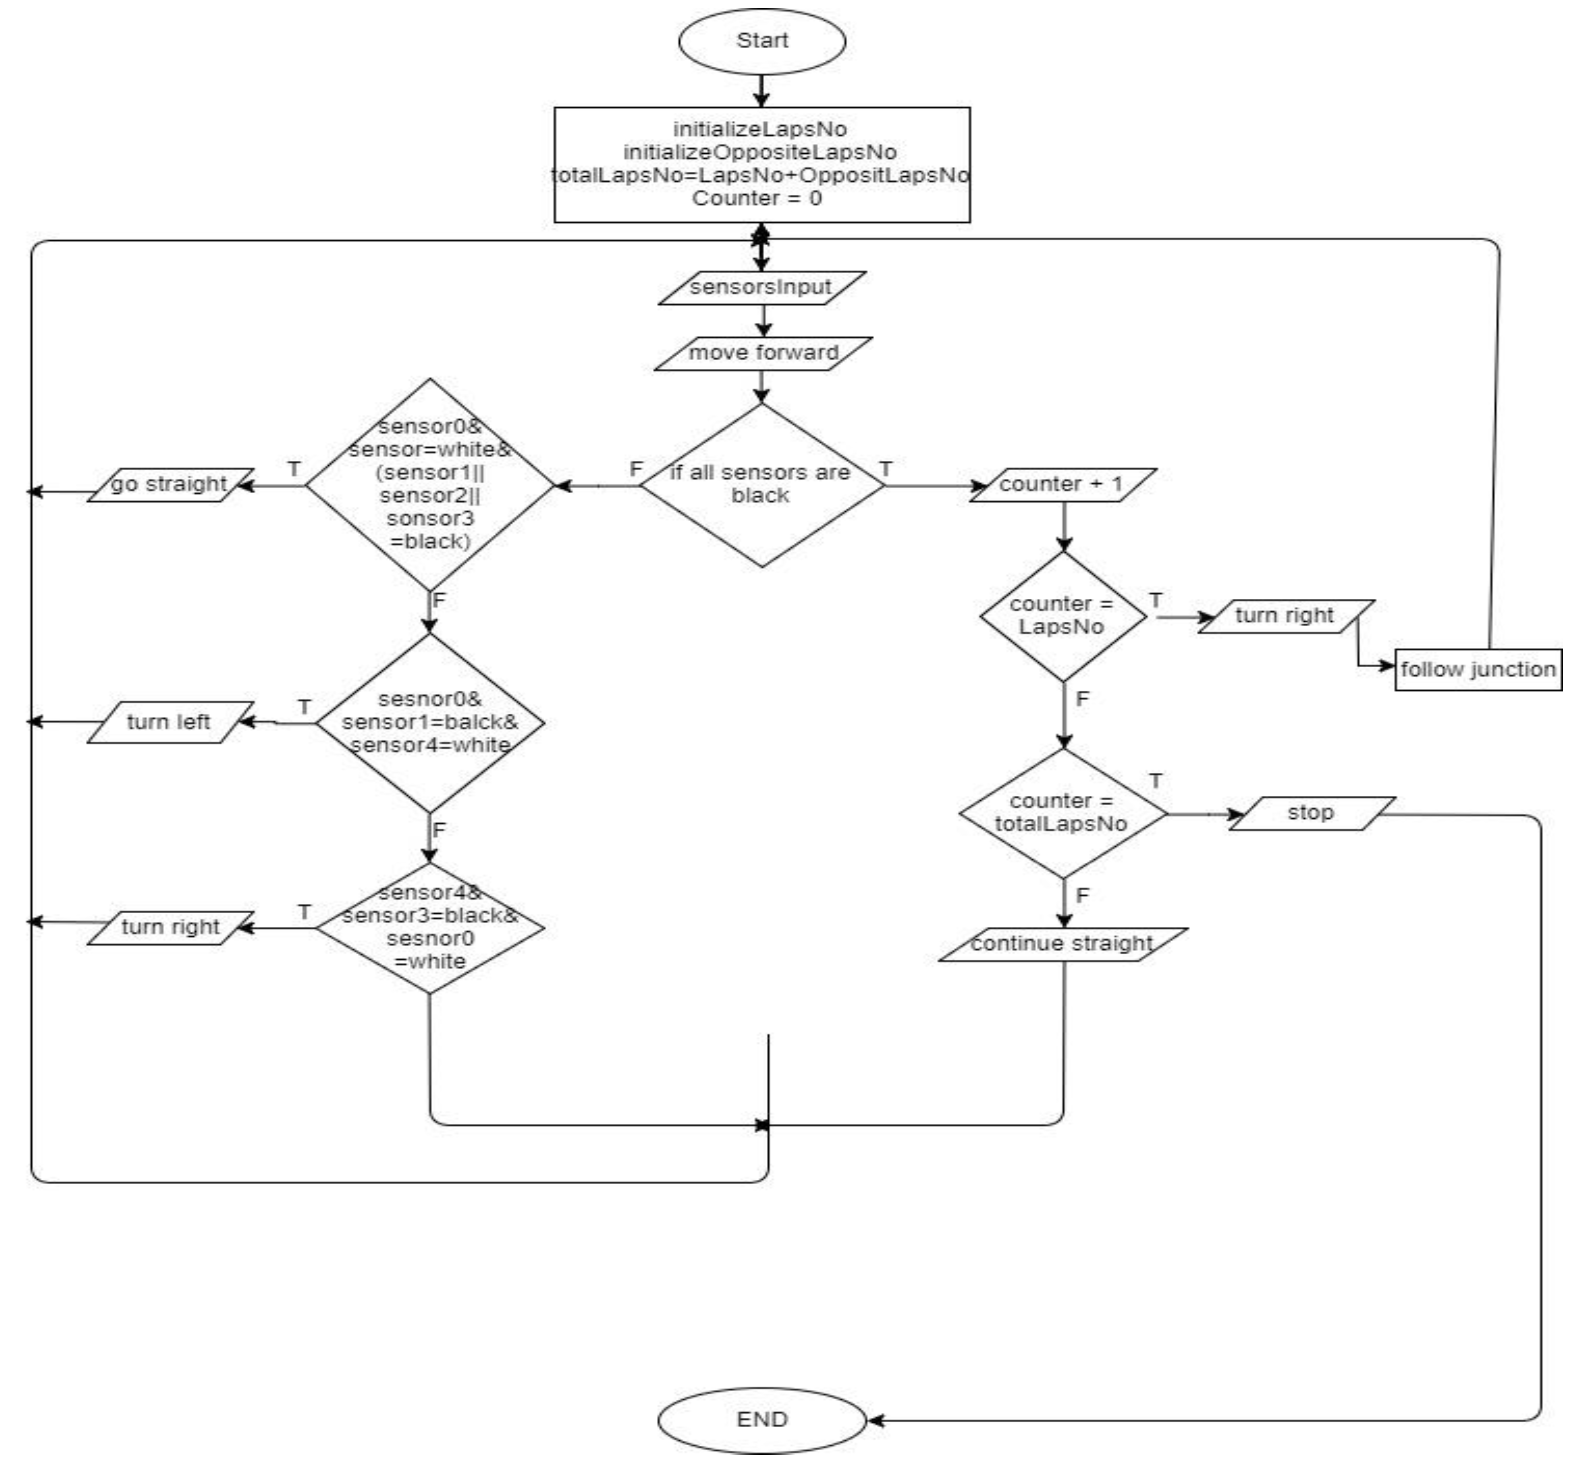 Start
initializeLapsNo
initializeOppositeLapsNo
totalLapsNo=LapsNo+OppositLapsNo
Counter = 0
sensorsInput
move forward
if all sensors are
black
F
T
sensor0&
sensor=white&
(sensor1||
sensor2||
sonsor3
=black)
T
go straight
F
sesnor0&
sensor1=balck&
sensor4=white
T
turn left
F
sensor4&
sensor3=black&
sesnor0
=white
T
turn right
counter + 1
counter =
LapsNo
T
turn right
follow junction
F
counter =
totalLapsNo
T
stop
F
continue straight
END